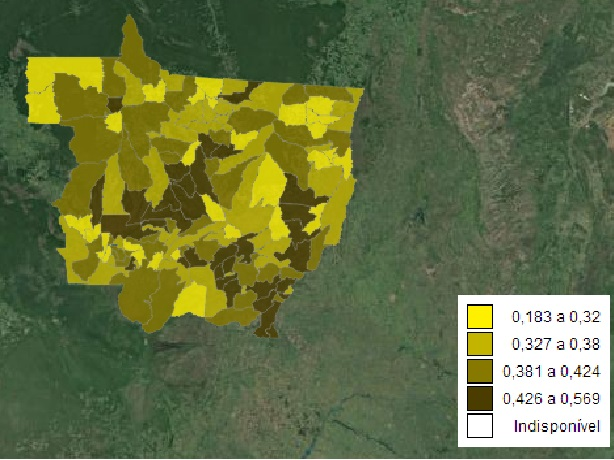 0,183 a 0,32
0,327 a 0,38
0,381 a 0,424
0,426 a 0,569
Indisponível